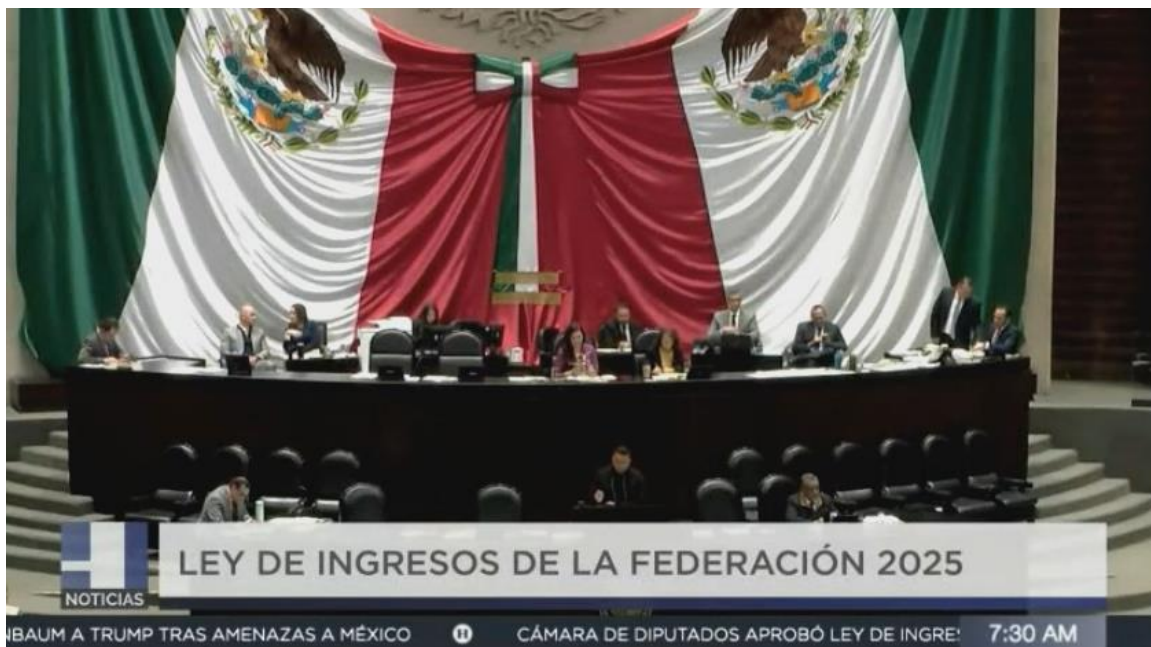 LEY DE INGRESOS DE LA FEDERACIÓN 2025
NOTICIAS
A TRUMP TRAS AMENAZAS A MÉXICO CÁMARA DE DIPUTADOS APROBÓ LEY DE 7:30 AM